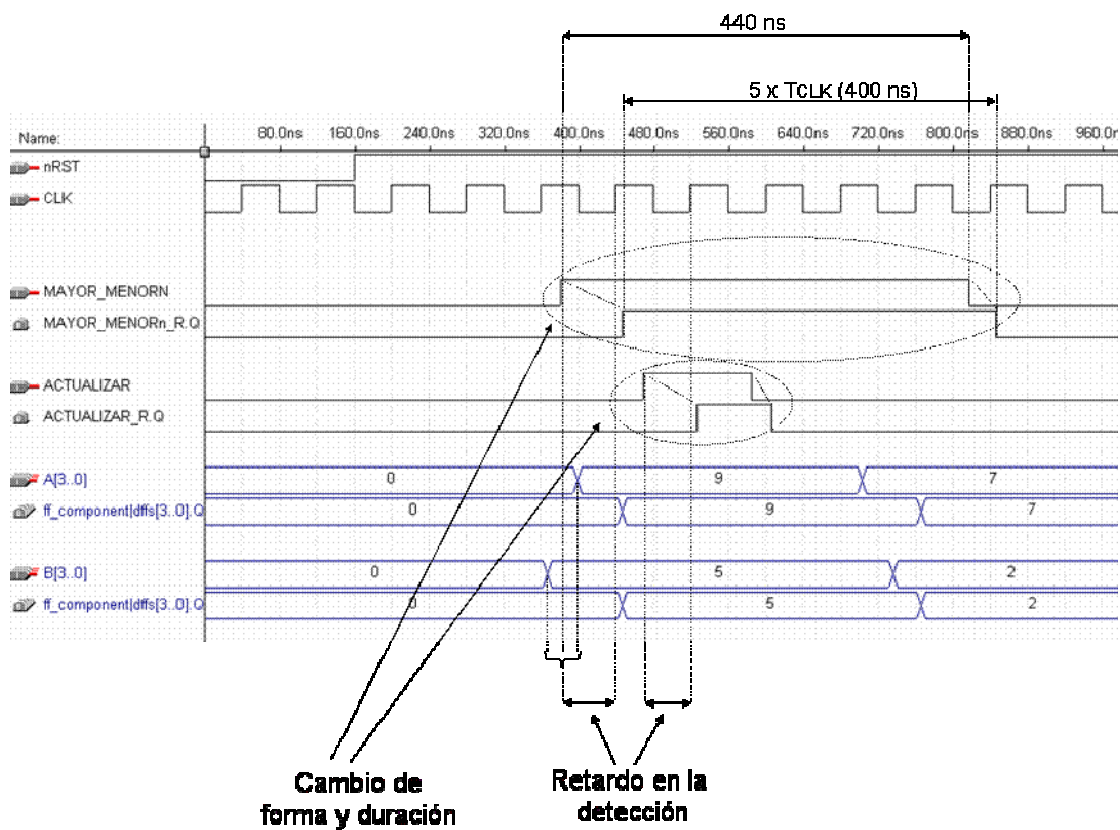 440 ns
5 x TCLK (400 ns)
Name:
80.0ns 160.0ns 240.0ns 320.0ns 400.0ns 480.0ns 560.0ns 640.0ns 720.0ns 800.0ns 880.0ns 960.0n
nRST
CLK
MAYOR_MENORN
MAYOR_MENORn_R.Q
ACTUALIZAR
ACTUALIZAR_R.Q
A[3..0] 0 9 7
ff_component|dffs[3..0].Q 0 9 7
B[3..0] 0 5 2
ff_component|dffs[3..0].Q 0 5 2
Cambio de
forma y duración
Retardo en la
detección